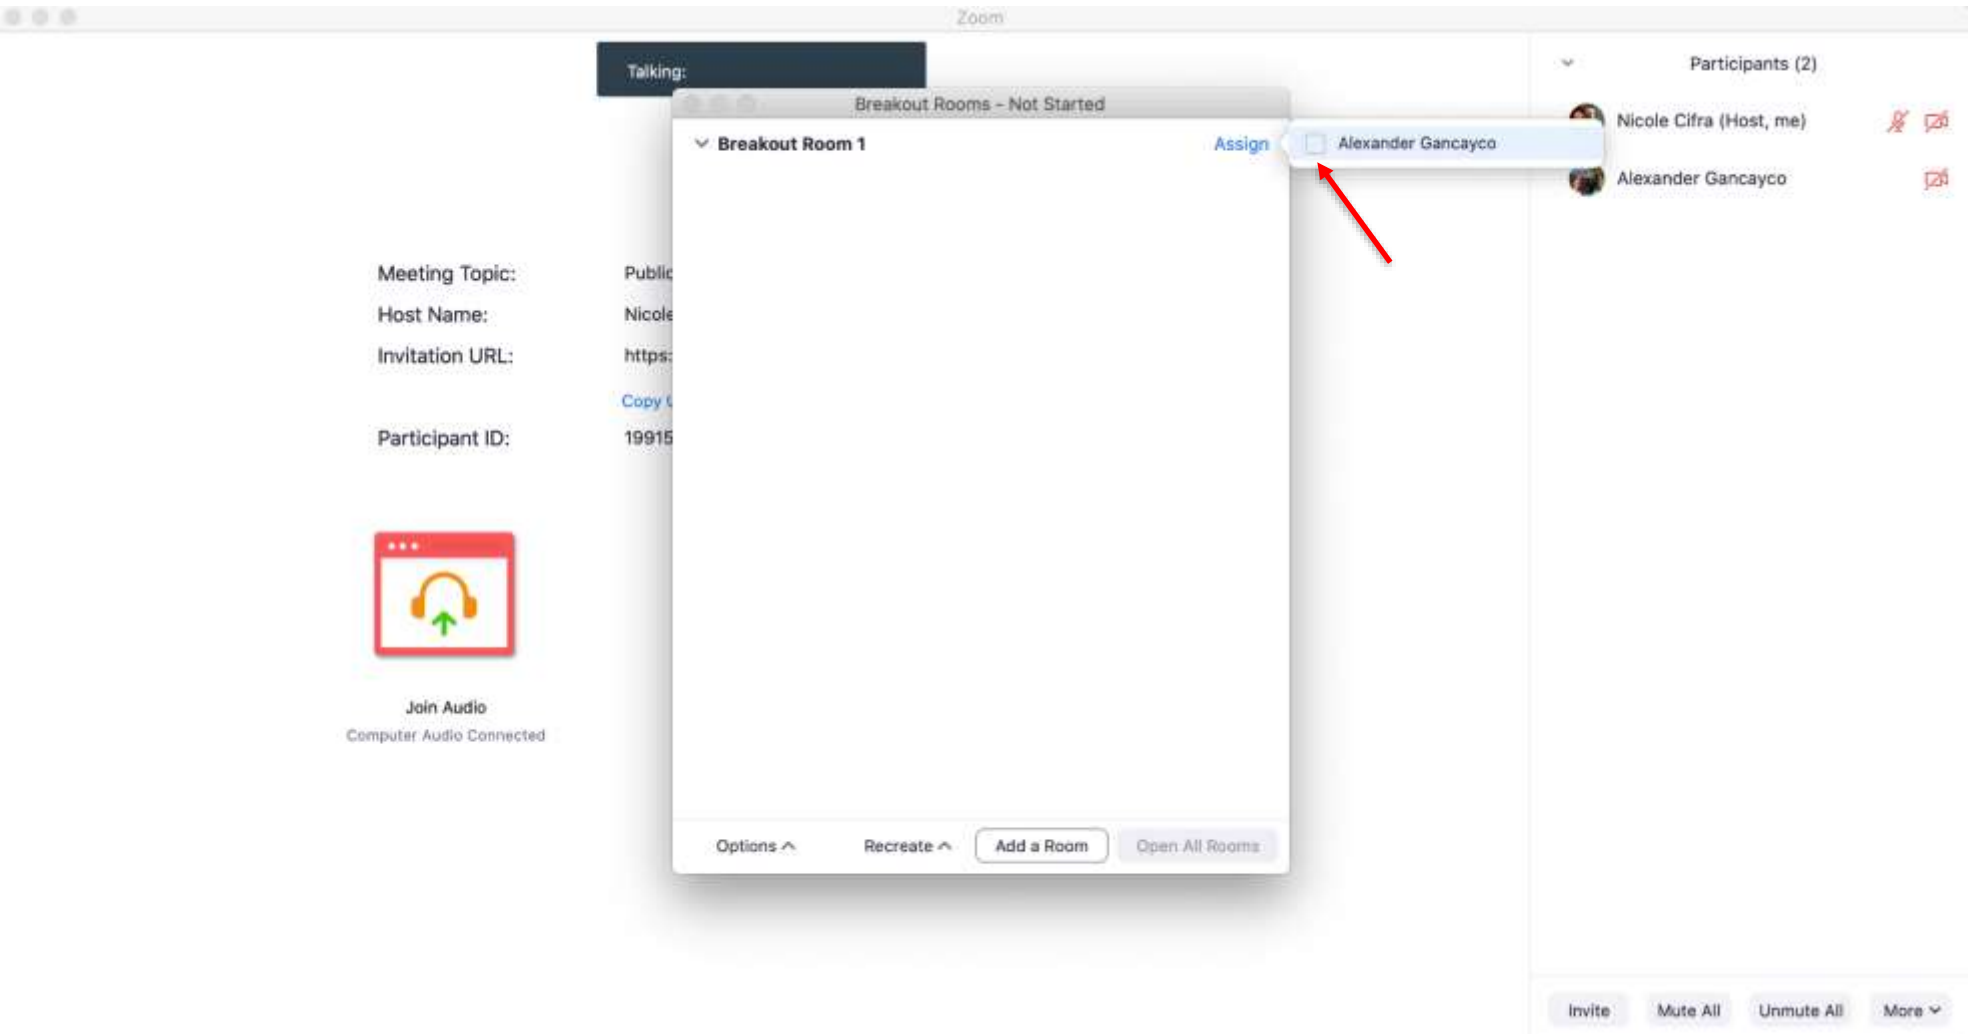 Zoom
Talking:
Participants (2)
Breakout Rooms - Not Started
Nicole Cifra (Host, me)
Breakout Room 1
Assign
Alexander Gancayco
Alexander Gancayco
Meeting Topic:
Public
Host Name:
Nicole
Invitation URL:
https:
Copy
Participant ID:
19915
Join Audio
Computer Audio Connected
Options
Recreate
Add a Room
Open All Rooms
Invite
Mute All
Unmute All
More